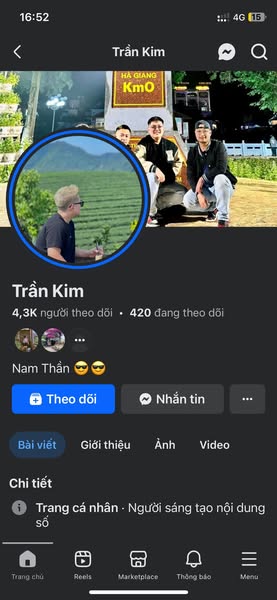 16:52
4G 15
Trần Kim
HÀ GIANG
Km0
Trần Kim
4,3K người theo dõi • 420 đang theo dõi
Nam Thần 😎😎
Theo dõi
Nhắn tin
Bài viết
Giới thiệu
Ảnh
Video
Chi tiết
Trang cá nhân · Người sáng tạo nội dung
số
Trang chủ
Reels
Marketplace
Thông báo
Menu